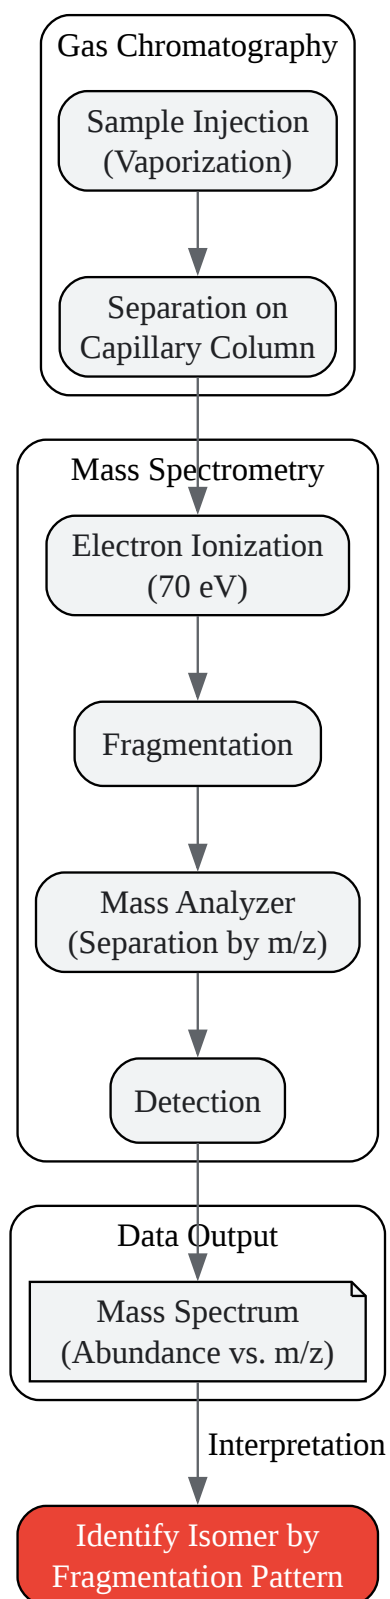 Gas Chromatography
Sample Injection
(Vaporization)
Separation on
Capillary Column
Mass Spectrometry
Electron Ionization
(70 eV)
Fragmentation
Mass Analyzer
(Separation by m/z)
Detection
Data Output
Mass Spectrum
(Abundance vs. m/z)
Interpretation
Identify Isomer by
Fragmentation Pattern